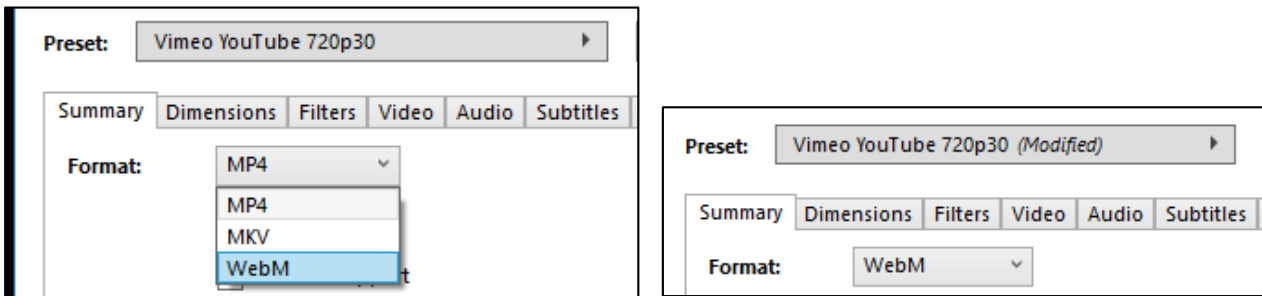 Preset: Vimeo YouTube 720p30
Summary Dimensions Filters Video Audio Subtitles
Format: MP4
MP4
MKV
WebM
Preset: Vimeo YouTube 720p30 (Modified)
Summary Dimensions Filters Video Audio Subtitles
Format: WebM